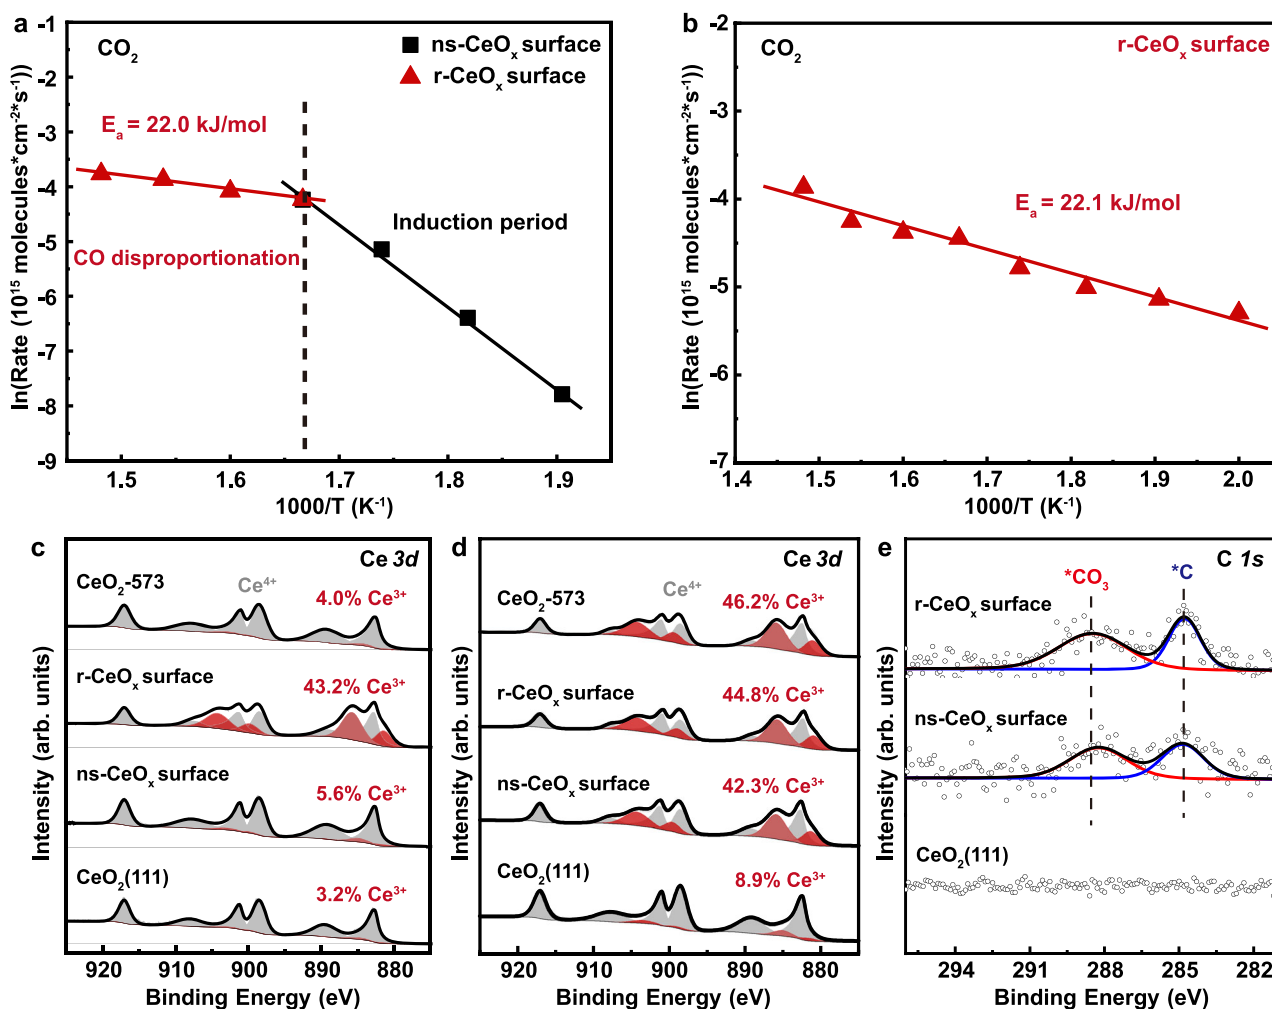 a
-1
-2
-3
-4
-5
-6
-7
-8
-9
ln(Rate (10¹⁵ molecules*cm⁻²*s⁻¹))
CO₂
ns-CeOₓ surface
r-CeOₓ surface
Eₐ = 22.0 kJ/mol
Induction period
CO disproportionation
1.5 1.6 1.7 1.8 1.9
1000/T (K⁻¹)
b
-2
-3
-4
-5
-6
-7
ln(Rate (10¹⁵ molecules*cm⁻²*s⁻¹))
CO₂
r-CeOₓ surface
Eₐ = 22.1 kJ/mol
1.4 1.5 1.6 1.7 1.8 1.9 2.0
1000/T (K⁻¹)
c
Ce 3d
CeO₂-573
Ce⁴⁺
4.0% Ce³⁺
r-CeOₓ surface
43.2% Ce³⁺
ns-CeOₓ surface
5.6% Ce³⁺
CeO₂(111)
3.2% Ce³⁺
Intensity (arb. units)
920 910 900 890 880
Binding Energy (eV)
d
Ce 3d
CeO₂-573
Ce⁴⁺
46.2% Ce³⁺
r-CeOₓ surface
44.8% Ce³⁺
ns-CeOₓ surface
42.3% Ce³⁺
CeO₂(111)
8.9% Ce³⁺
Intensity (arb. units)
920 910 900 890 880
Binding Energy (eV)
e
C 1s
*CO₃
*C
r-CeOₓ surface
ns-CeOₓ surface
CeO₂(111)
Intensity (arb. units)
294 291 288 285 282
Binding Energy (eV)